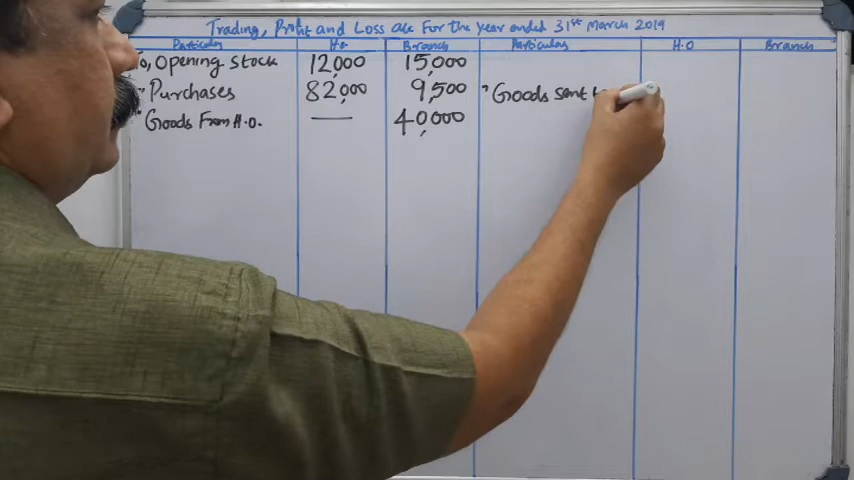 Trading, Profit and Loss a/c For the Year ended 31st March 2019
Particulars Ho Branch Particulars H.O Branch
To, Opening Stock 12,000 15,000
" Purchases 82,000 9,500 " Goods sent t
" Goods From H.O. — 40,000